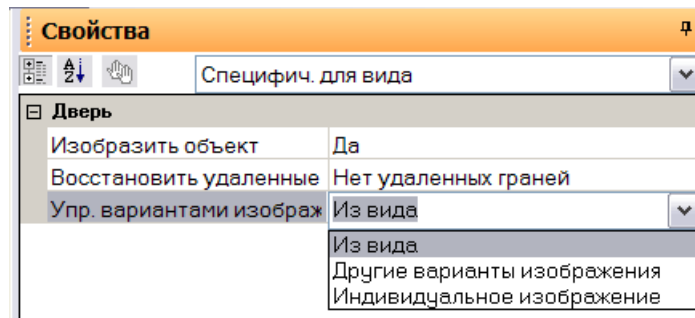 Свойства
Специфич. для вида
Дверь
Изобразить объект Да
Восстановить удаленные Нет удаленных граней
Упр. вариантами изображ Из вида
Из вида
Другие варианты изображения
Индивидуальное изображение